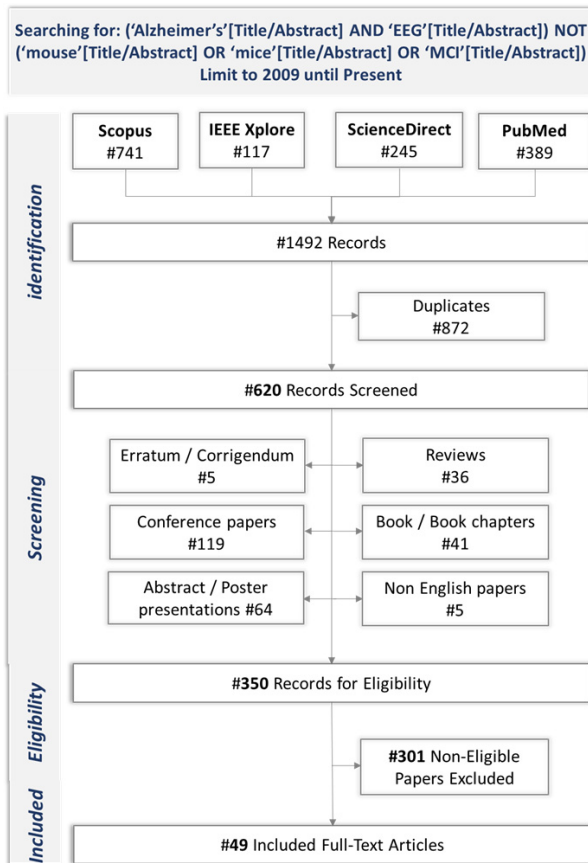 Searching for: (‘Alzheimer’s’[Title/Abstract] AND ‘EEG’[Title/Abstract]) NOT
(‘mouse’[Title/Abstract] OR ‘mice’[Title/Abstract] OR ‘MCI’[Title/Abstract])
Limit to 2009 until Present
identification
Scopus
#741
IEEE Xplore
#117
ScienceDirect
#245
PubMed
#389
#1492 Records
Duplicates
#872
Screening
#620 Records Screened
Erratum / Corrigendum
#5
Reviews
#36
Conference papers
#119
Book / Book chapters
#41
Abstract / Poster
presentations #64
Non English papers
#5
Eligibility
#350 Records for Eligibility
#301 Non-Eligible
Papers Excluded
Included
#49 Included Full-Text Articles